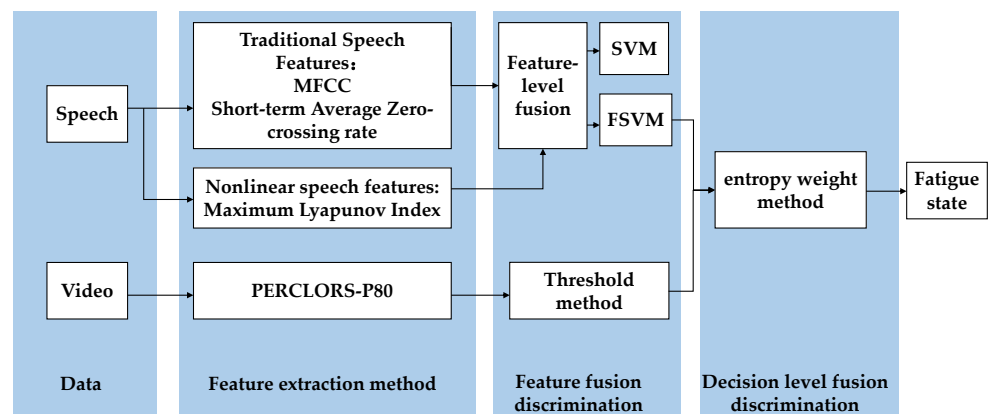 Speech
Video
Data
Traditional Speech
Features：
MFCC
Short-term Average Zero-
crossing rate
Nonlinear speech features:
Maximum Lyapunov Index
PERCLORS-P80
Feature extraction method
Feature-
level
fusion
SVM
FSVM
Threshold
method
Feature fusion
discrimination
entropy weight
method
Decision level fusion
discrimination
Fatigue
state